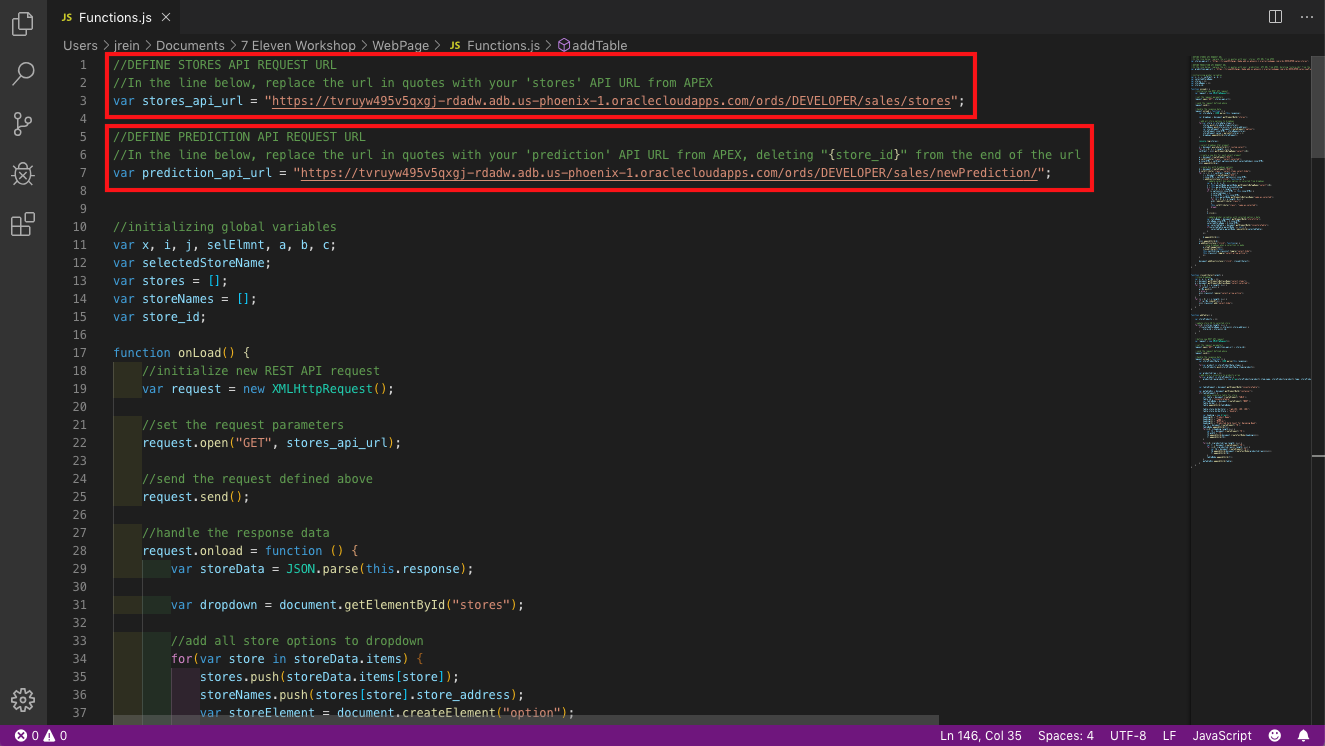 JS Functions.js ×
Users > jrein > Documents > 7 Eleven Workshop > WebPage > JS Functions.js > addTable
1 //DEFINE STORES API REQUEST URL
2 //In the line below, replace the url in quotes with your 'stores' API URL from APEX
3 var stores_api_url = "https://tvruyw495v5qxgj-rdadw.adb.us-phoenix-1.oraclecloudapps.com/ords/DEVELOPER/sales/stores";
4
5 //DEFINE PREDICTION API REQUEST URL
6 //In the line below, replace the url in quotes with your 'prediction' API URL from APEX, deleting "{store_id}" from the end of the url
7 var prediction_api_url = "https://tvruyw495v5qxgj-rdadw.adb.us-phoenix-1.oraclecloudapps.com/ords/DEVELOPER/sales/newPrediction/";
8
9
10 //initializing global variables
11 var x, i, j, selElmnt, a, b, c;
12 var selectedStoreName;
13 var stores = [];
14 var storeNames = [];
15 var store_id;
16
17 function onLoad() {
18 //initialize new REST API request
19 var request = new XMLHttpRequest();
20
21 //set the request parameters
22 request.open("GET", stores_api_url);
23
24 //send the request defined above
25 request.send();
26
27 //handle the response data
28 request.onload = function () {
29 var storeData = JSON.parse(this.response);
30
31 var dropdown = document.getElementById("stores");
32
33 //add all store options to dropdown
34 for(var store in storeData.items) {
35 stores.push(storeData.items[store]);
36 storeNames.push(stores[store].store_address);
37 var storeElement = document.createElement("option");
0 0 Ln 146, Col 35 Spaces: 4 UTF-8 LF JavaScript